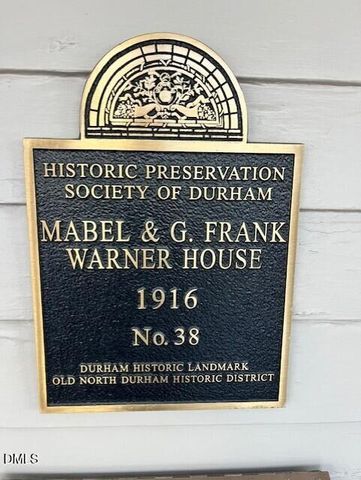 HISTORIC PRESERVATION
SOCIETY OF DURHAM
MABEL & G. FRANK
WARNER HOUSE
1916
No. 38
DURHAM HISTORIC LANDMARK
OLD NORTH DURHAM HISTORIC DISTRICT
DMLS